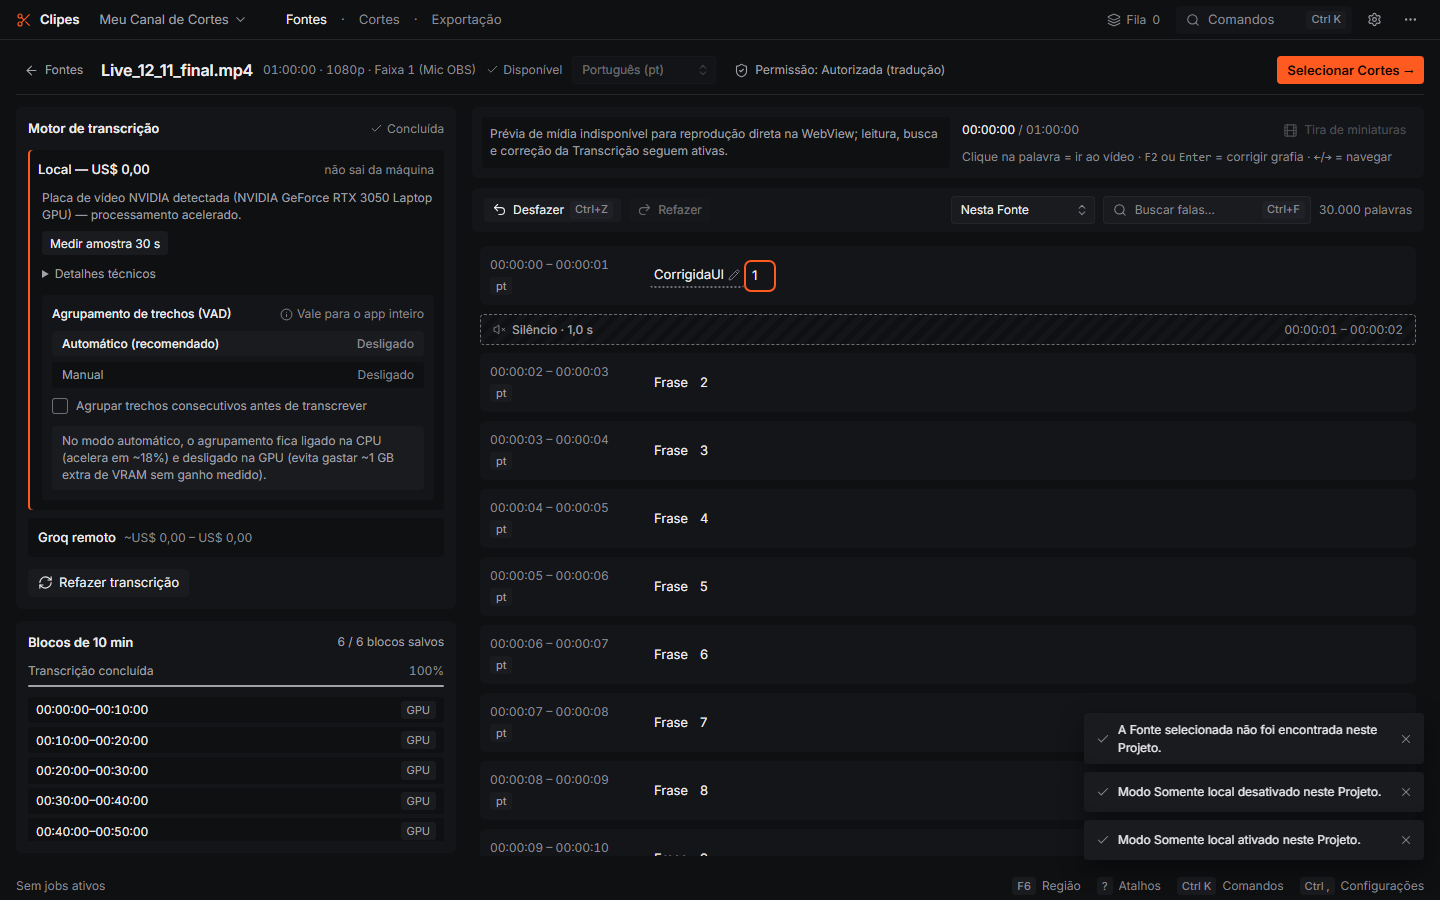 Clipes
Meu Canal de Cortes
Fontes · Cortes · Exportação
Fila 0
Comandos Ctrl K
← Fontes
Live_12_11_final.mp4
01:00:00 · 1080p · Faixa 1 (Mic OBS)
Disponível
Português (pt)
Permissão: Autorizada (tradução)
Selecionar Cortes →
Motor de transcrição
Concluída
Local — US$ 0,00
não sai da máquina
Placa de vídeo NVIDIA detectada (NVIDIA GeForce RTX 3050 Laptop
GPU) — processamento acelerado.
Medir amostra 30 s
Detalhes técnicos
Agrupamento de trechos (VAD)
Vale para o app inteiro
Automático (recomendado) Desligado
Manual Desligado
Agrupar trechos consecutivos antes de transcrever
No modo automático, o agrupamento fica ligado na CPU
(acelera em ~18%) e desligado na GPU (evita gastar ~1 GB
extra de VRAM sem ganho medido).
Groq remoto ~US$ 0,00 – US$ 0,00
Refazer transcrição
Blocos de 10 min
6 / 6 blocos salvos
Transcrição concluída 100%
00:00:00–00:10:00 GPU
00:10:00–00:20:00 GPU
00:20:00–00:30:00 GPU
00:30:00–00:40:00 GPU
00:40:00–00:50:00 GPU
Prévia de mídia indisponível para reprodução direta na WebView; leitura, busca
e correção da Transcrição seguem ativas.
00:00:00 / 01:00:00
Tira de miniaturas
Clique na palavra = ir ao vídeo · F2 ou Enter = corrigir grafia · ←/→ = navegar
Desfazer Ctrl+Z
Refazer
Nesta Fonte
Buscar falas... Ctrl+F
30.000 palavras
00:00:00 – 00:00:01
pt
CorrigidaUI 1
Silêncio · 1,0 s
00:00:01 – 00:00:02
00:00:02 – 00:00:03
pt
Frase 2
00:00:03 – 00:00:04
pt
Frase 3
00:00:04 – 00:00:05
pt
Frase 4
00:00:05 – 00:00:06
pt
Frase 5
00:00:06 – 00:00:07
pt
Frase 6
00:00:07 – 00:00:08
pt
Frase 7
00:00:08 – 00:00:09
pt
Frase 8
00:00:09 – 00:00:10
A Fonte selecionada não foi encontrada neste
Projeto.
Modo Somente local desativado neste Projeto.
Modo Somente local ativado neste Projeto.
Sem jobs ativos
F6 Região
? Atalhos
Ctrl K Comandos
Ctrl , Configurações